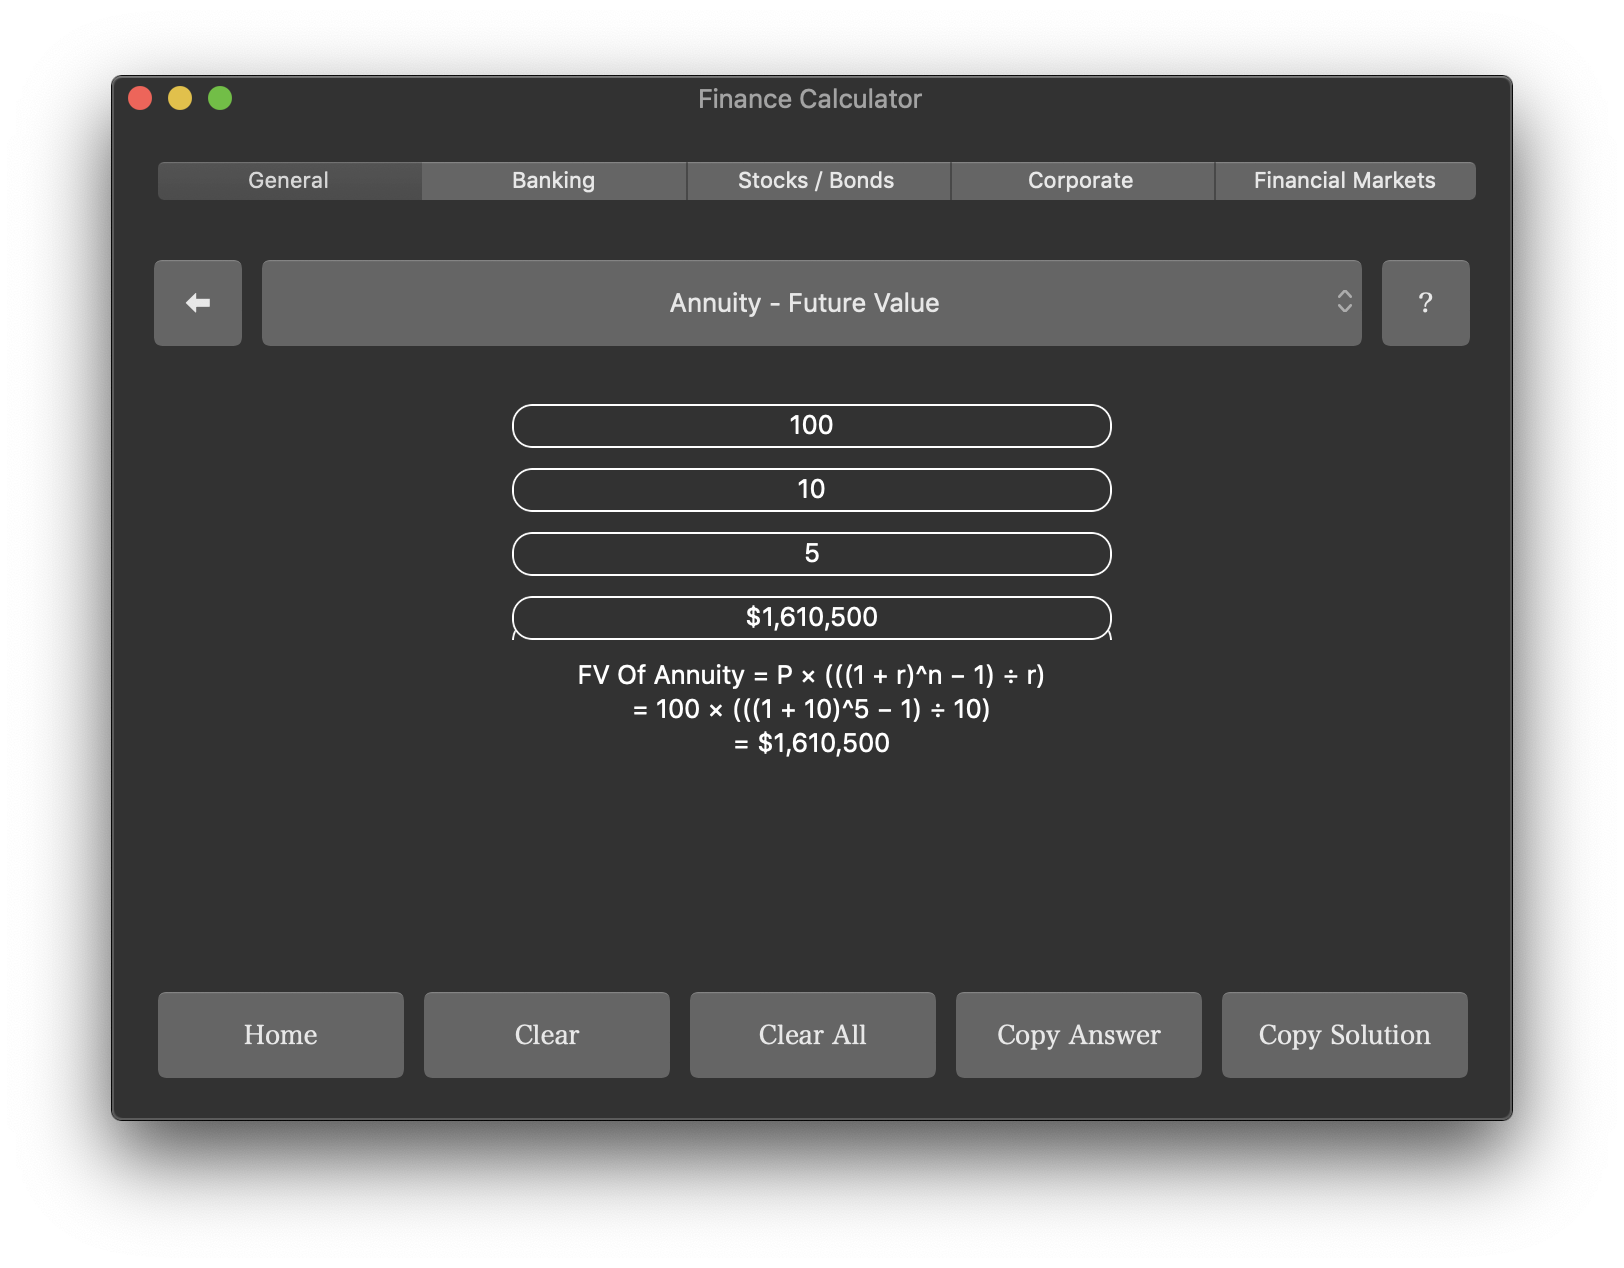 Finance Calculator
General Banking Stocks / Bonds Corporate Financial Markets
Annuity - Future Value ?
100
10
5
$1,610,500
FV Of Annuity = P × (((1 + r)^n − 1) ÷ r)
= 100 × (((1 + 10)^5 − 1) ÷ 10)
= $1,610,500
Home Clear Clear All Copy Answer Copy Solution